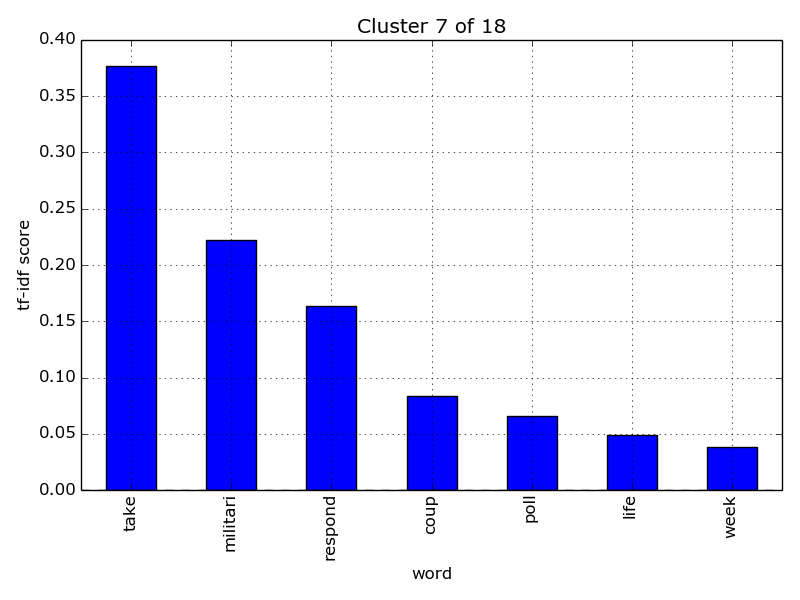 Cluster 7 of 18
0.40
0.35
0.30
0.25
0.20
0.15
0.10
0.05
0.00
tf-idf score
take
militari
respond
coup
poll
life
week
word